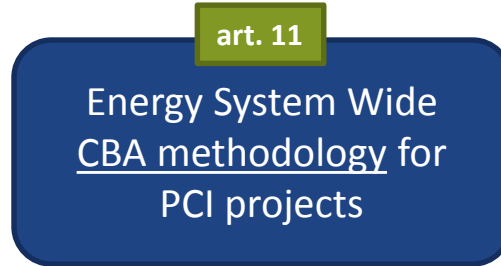 art. 11
Energy System Wide
CBA methodology for
PCI projects